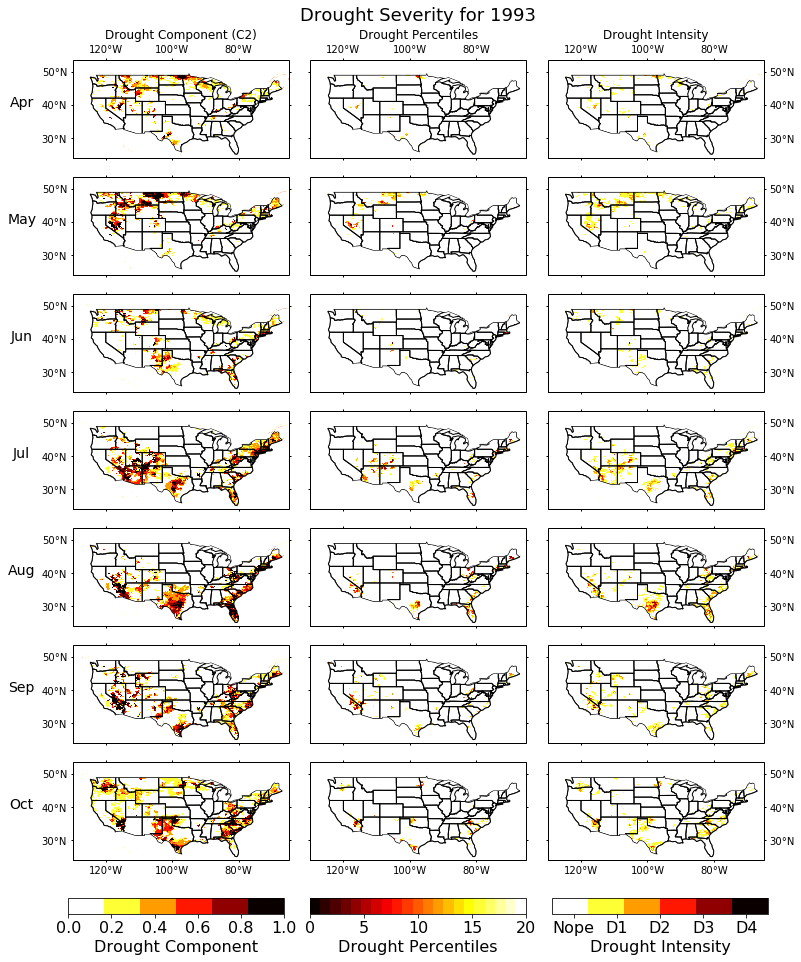 Drought Severity for 1993
Drought Component (C2) Drought Percentiles Drought Intensity
120°W 100°W 80°W 120°W 100°W 80°W 120°W 100°W 80°W
50°N 50°N
Apr 40°N 40°N
30°N 30°N
50°N 50°N
May 40°N 40°N
30°N 30°N
50°N 50°N
Jun 40°N 40°N
30°N 30°N
50°N 50°N
Jul 40°N 40°N
30°N 30°N
50°N 50°N
Aug 40°N 40°N
30°N 30°N
50°N 50°N
Sep 40°N 40°N
30°N 30°N
50°N 50°N
Oct 40°N 40°N
30°N 30°N
120°W 100°W 80°W 120°W 100°W 80°W 120°W 100°W 80°W
0.0 0.2 0.4 0.6 0.8 1.0 0 5 10 15 20 Nope D1 D2 D3 D4
Drought Component Drought Percentiles Drought Intensity